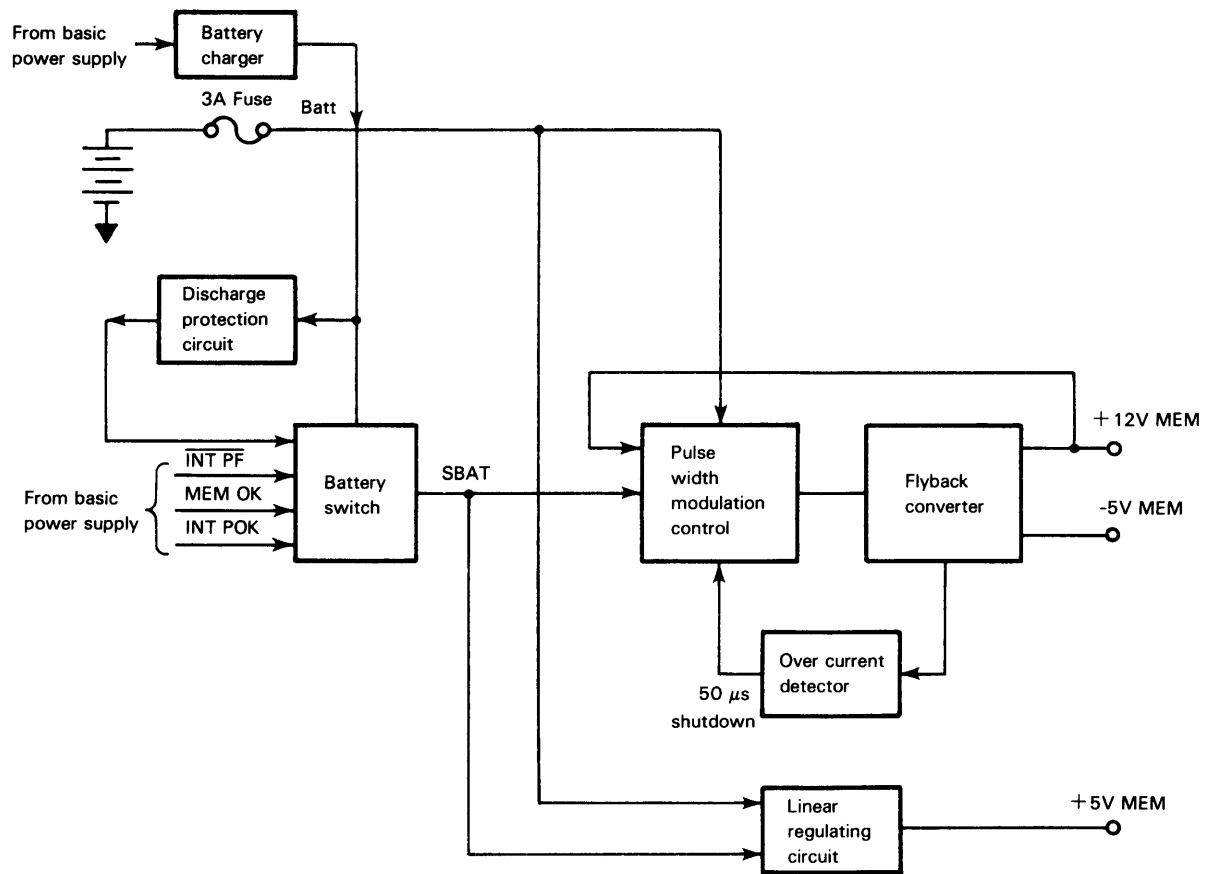 From basic
power supply
Battery
charger
3A Fuse
Batt
Discharge
protection
circuit
INT PF
MEM OK
INT POK
From basic
power supply
Battery
switch
SBAT
Pulse
width
modulation
control
Flyback
converter
+12V MEM
-5V MEM
Over current
detector
50 μs
shutdown
Linear
regulating
circuit
+5V MEM